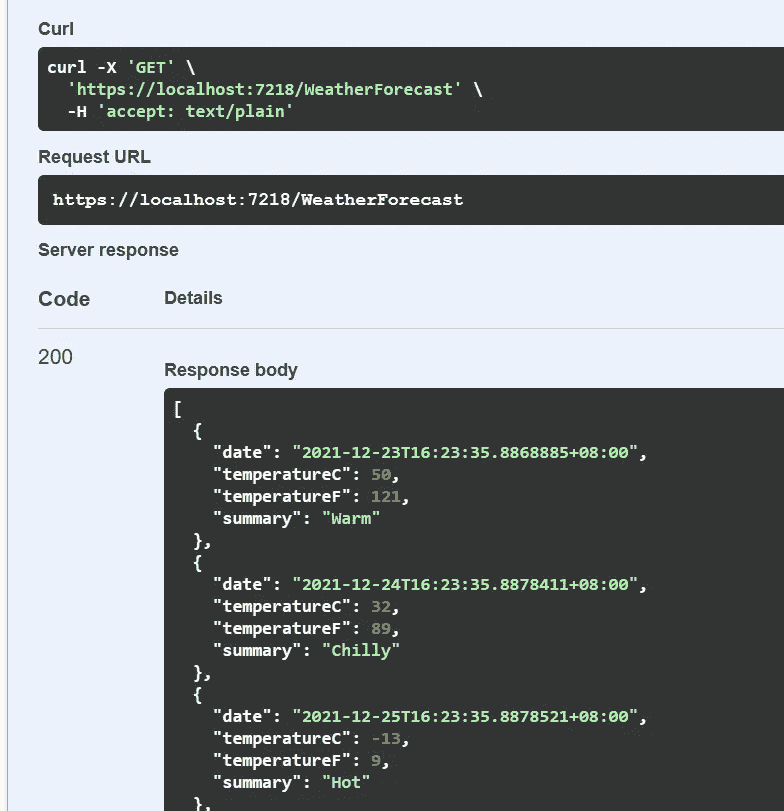 Curl
curl -X 'GET' \
'https://localhost:7218/WeatherForecast' \
-H 'accept: text/plain'
Request URL
https://localhost:7218/WeatherForecast
Server response
Code Details
200
Response body
[
{
"date": "2021-12-23T16:23:35.8868885+08:00",
"temperatureC": 50,
"temperatureF": 121,
"summary": "Warm"
},
{
"date": "2021-12-24T16:23:35.8878411+08:00",
"temperatureC": 32,
"temperatureF": 89,
"summary": "Chilly"
},
{
"date": "2021-12-25T16:23:35.8878521+08:00",
"temperatureC": -13,
"temperatureF": 9,
"summary": "Hot"
},